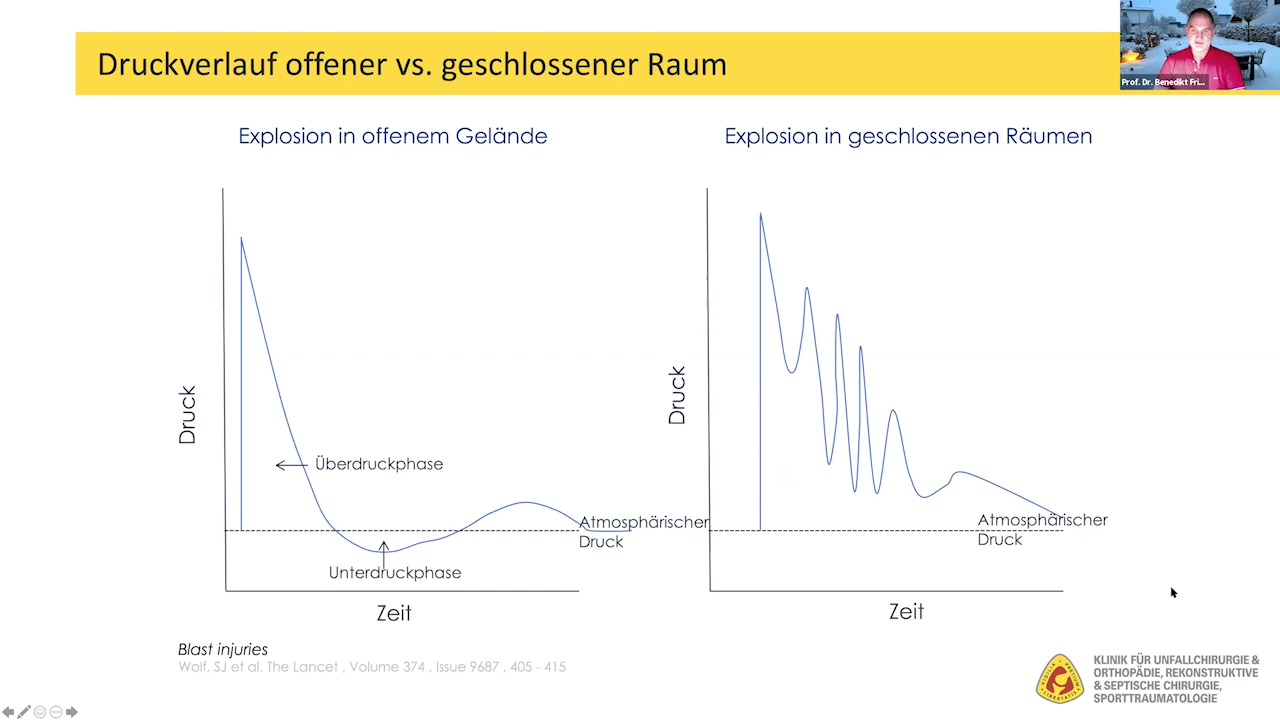 Druckverlauf offener vs. geschlossener Raum
Prof. Dr. Benedikt Fri...
Explosion in offenem Gelände
Explosion in geschlossenen Räumen
Druck
Überdruckphase
Atmosphärischer
Druck
Unterdruckphase
Zeit
Druck
Atmosphärischer
Druck
Zeit
Blast injuries
Wolf, SJ et al. The Lancet , Volume 374 , Issue 9687 , 405 - 415
KLINIK FÜR UNFALLCHIRURGIE &
ORTHOPÄDIE, REKONSTRUKTIVE
& SEPTISCHE CHIRURGIE,
SPORTTRAUMATOLOGIE